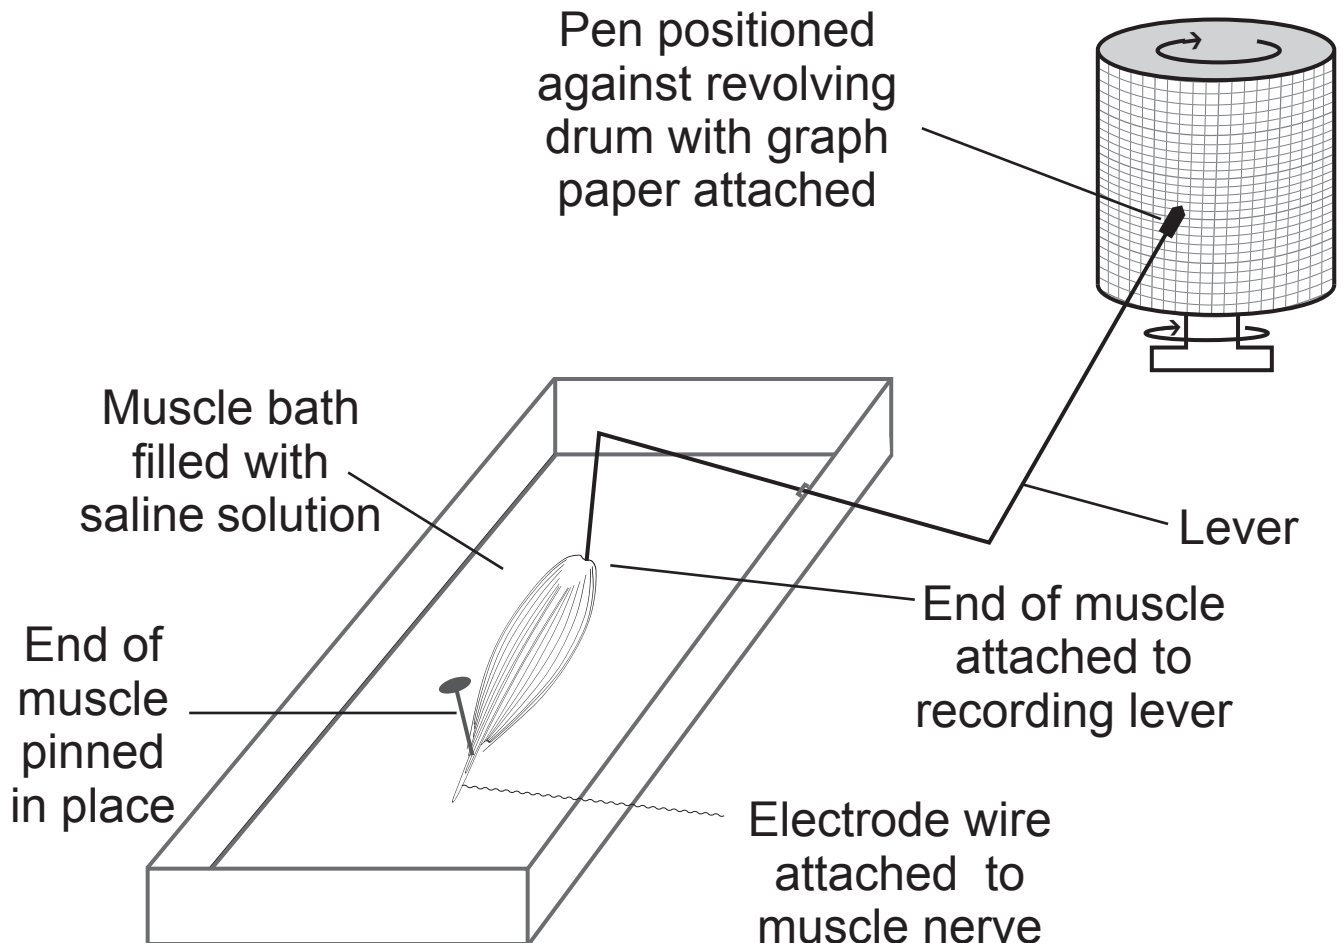 Pen positioned
against revolving
drum with graph
paper attached
Muscle bath
filled with
saline solution
Lever
End of muscle
attached to
recording lever
End of
muscle
pinned
in place
Electrode wire
attached to
muscle nerve